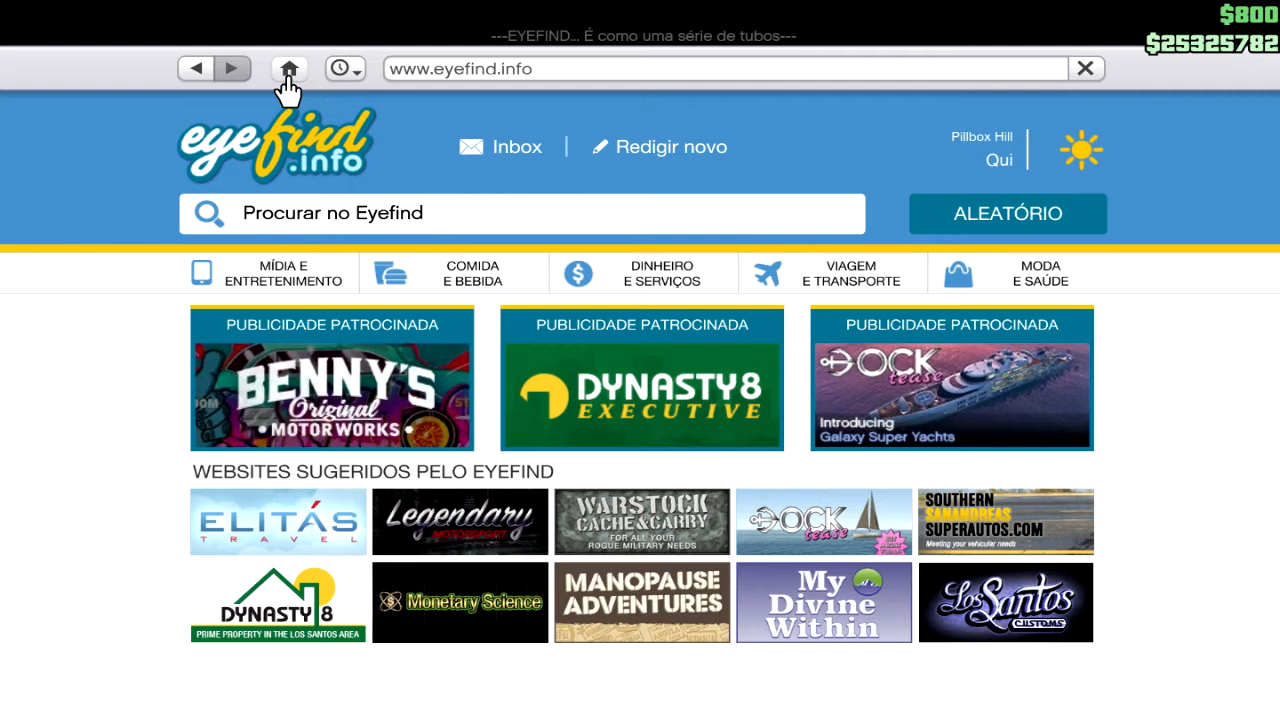 $800
---EYEFIND... É como uma série de tubos---
$25325782
www.eyefind.info
eyefind
.info
Inbox
Redigir novo
Pillbox Hill
Qui
Procurar no Eyefind
ALEATÓRIO
MÍDIA E
ENTRETENIMENTO
COMIDA
E BEBIDA
DINHEIRO
E SERVIÇOS
VIAGEM
E TRANSPORTE
MODA
E SAÚDE
PUBLICIDADE PATROCINADA
BENNY'S
Original
MOTOR WORKS
PUBLICIDADE PATROCINADA
DYNASTY8
EXECUTIVE
PUBLICIDADE PATROCINADA
DOCK
tease
Introducing
Galaxy Super Yachts
WEBSITES SUGERIDOS PELO EYEFIND
ELITÁS
TRAVEL
Legendary
MOTORSPORT
WARSTOCK
CACHE&CARRY
FOR ALL YOUR
ROGUE MILITARY NEEDS
DOCK
tease
SOUTHERN
SANANDREAS
SUPERAUTOS.COM
Meeting your vehicular needs
DYNASTY 8
PRIME PROPERTY IN THE LOS SANTOS AREA
Monetary Science
MANOPAUSE
ADVENTURES
My
Divine
Within
Los Santos
CUSTOMS